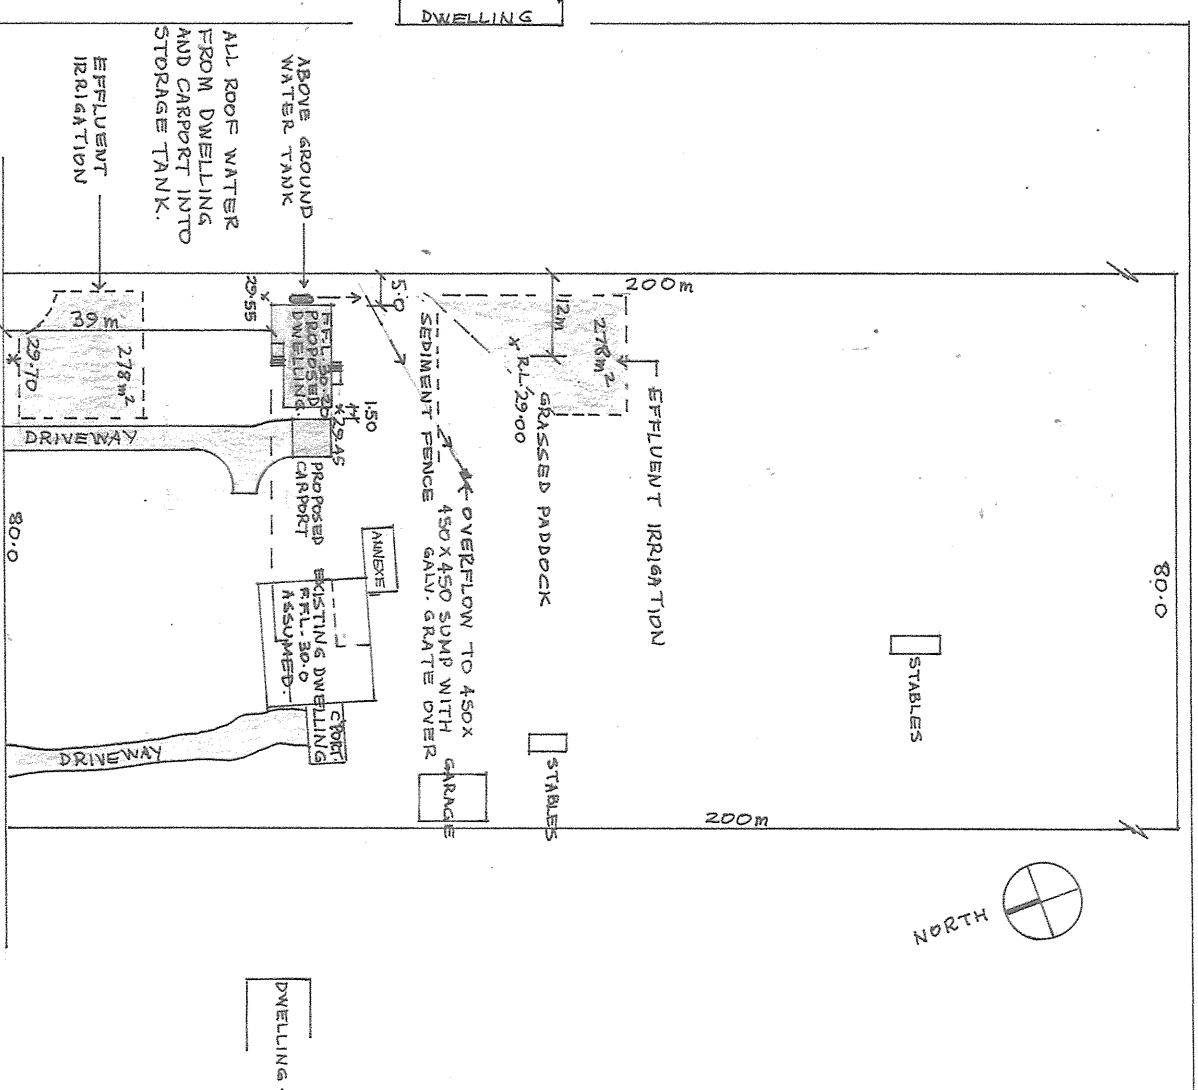 DWELLING
ALL ROOF WATER
FROM DWELLING
AND CARPORT INTO
STORAGE TANK.
EFFLUENT
IRRIGATION
ABOVE GROUND
WATER TANK
200m
5.0
12m
278m²
EFFLUENT IRRIGATION
R.L. 29.00
GRASSED PADDOCK
SEDIMENT FENCE
OVERFLOW TO 450X
450X450 SUMP WITH
GALV. GRATE OVER
29.55
F.F.L. 30.20
PROPOSED
DWELLING.
1.50
29.45
39m
278m²
29.70
DRIVEWAY
PROPOSED
CARPORT
ANNEXE
EXISTING DWELLING
F.F.L. 30.0
ASSUMED.
C'PORT.
DRIVEWAY
GARAGE
STABLES
STABLES
80.0
80.0
200m
NORTH
DWELLING.